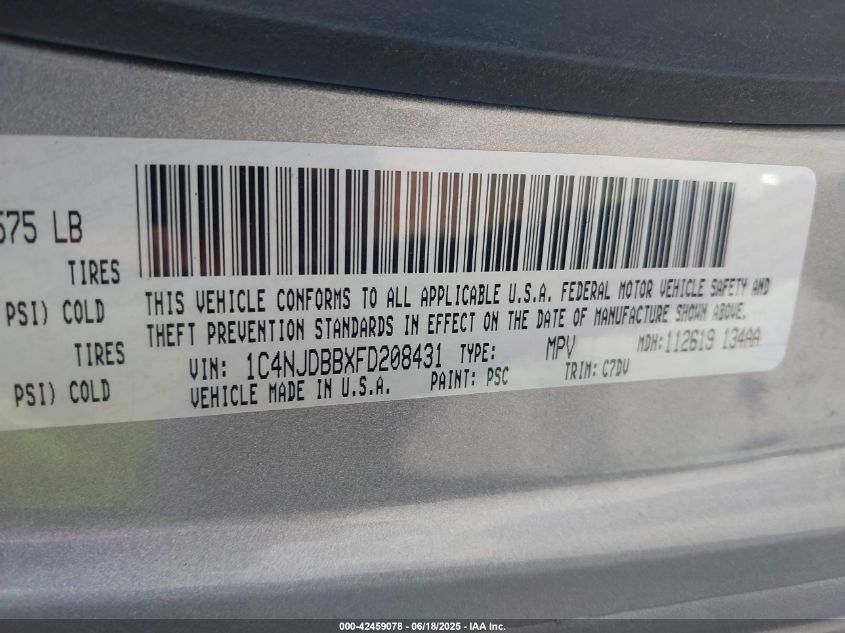 575 LB
TIRES
PSI) COLD
TIRES
PSI) COLD
THIS VEHICLE CONFORMS TO ALL APPLICABLE U.S.A. FEDERAL MOTOR VEHICLE SAFETY AND
THEFT PREVENTION STANDARDS IN EFFECT ON THE DATE OF MANUFACTURE SHOWN ABOVE.
VIN: 1C4NJDBBXFD208431 TYPE: MPV MDH:112619 134AA
VEHICLE MADE IN U.S.A. PAINT: PSC TRIM: C7DV
000-42459078 - 06/18/2025 - IAA Inc.